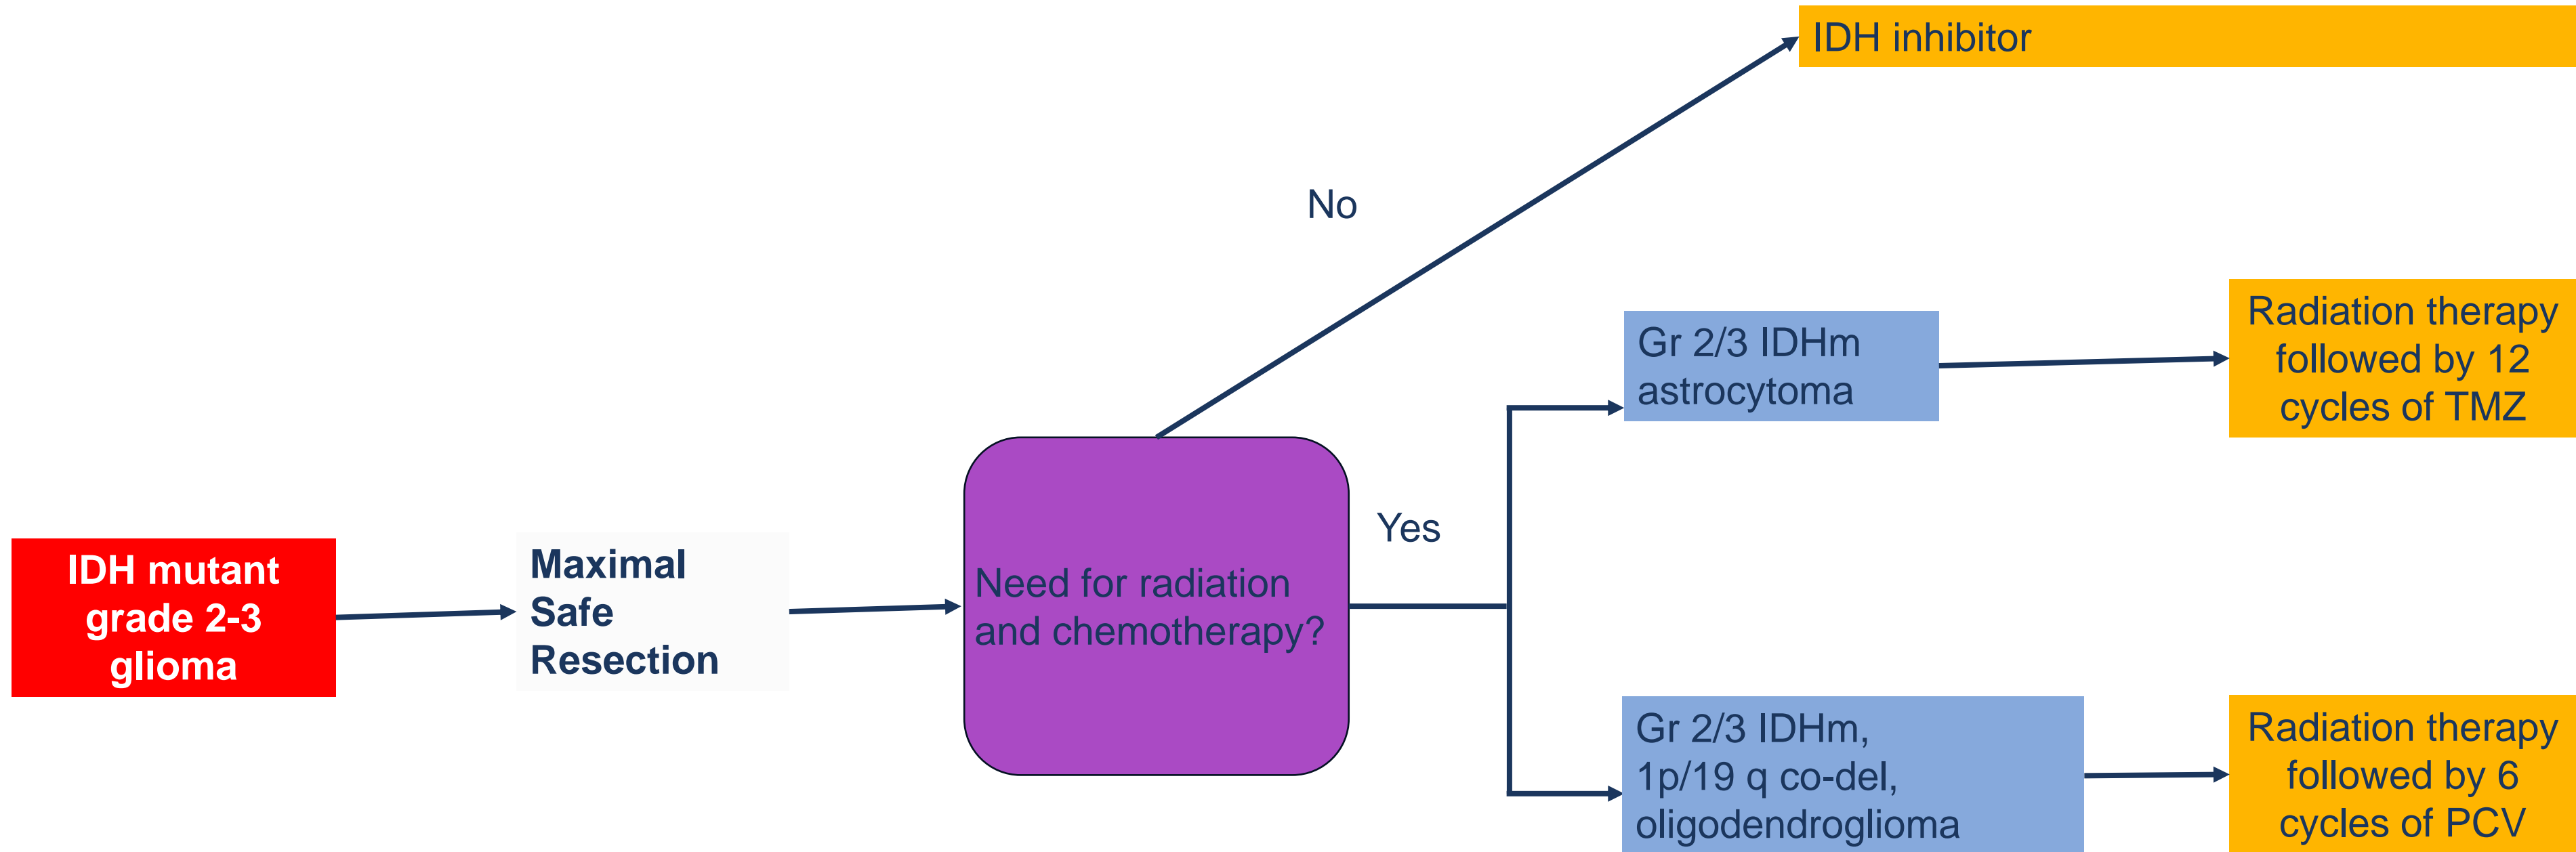 IDH inhibitor
No
Gr 2/3 IDHm
astrocytoma
Radiation therapy
followed by 12
cycles of TMZ
Yes
IDH mutant
grade 2-3
glioma
Maximal
Safe
Resection
Need for radiation
and chemotherapy?
Gr 2/3 IDHm,
1p/19 q co-del,
oligodendroglioma
Radiation therapy
followed by 6
cycles of PCV